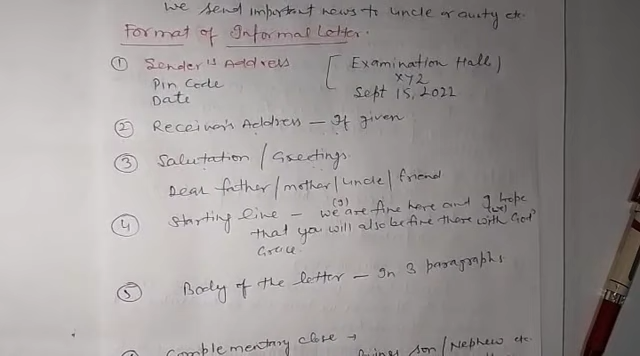 we send important news to uncle or aunty etc.
Format of Informal Letter.
① Sender's Address [ Examination Hall,
Pin Code XYZ
Date Sept 15, 2022
② Receiver's Address – If given
③ Salutation / Greetings
Dear father/mother/uncle/friend
(I)
④ Starting line – we are fine here and I hope
(we)
that you will also be fine there with God
Grace.
⑤ Body of the letter – In 3 paragraphs.
Complementary close →
son/Nephew etc.